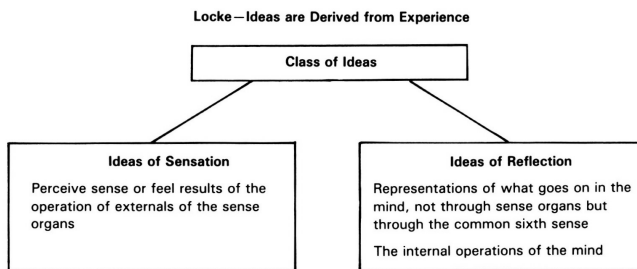 Locke—Ideas are Derived from Experience
Class of Ideas
Ideas of Sensation
Perceive sense or feel results of the
operation of externals of the sense
organs
Ideas of Reflection
Representations of what goes on in the
mind, not through sense organs but
through the common sixth sense
The internal operations of the mind